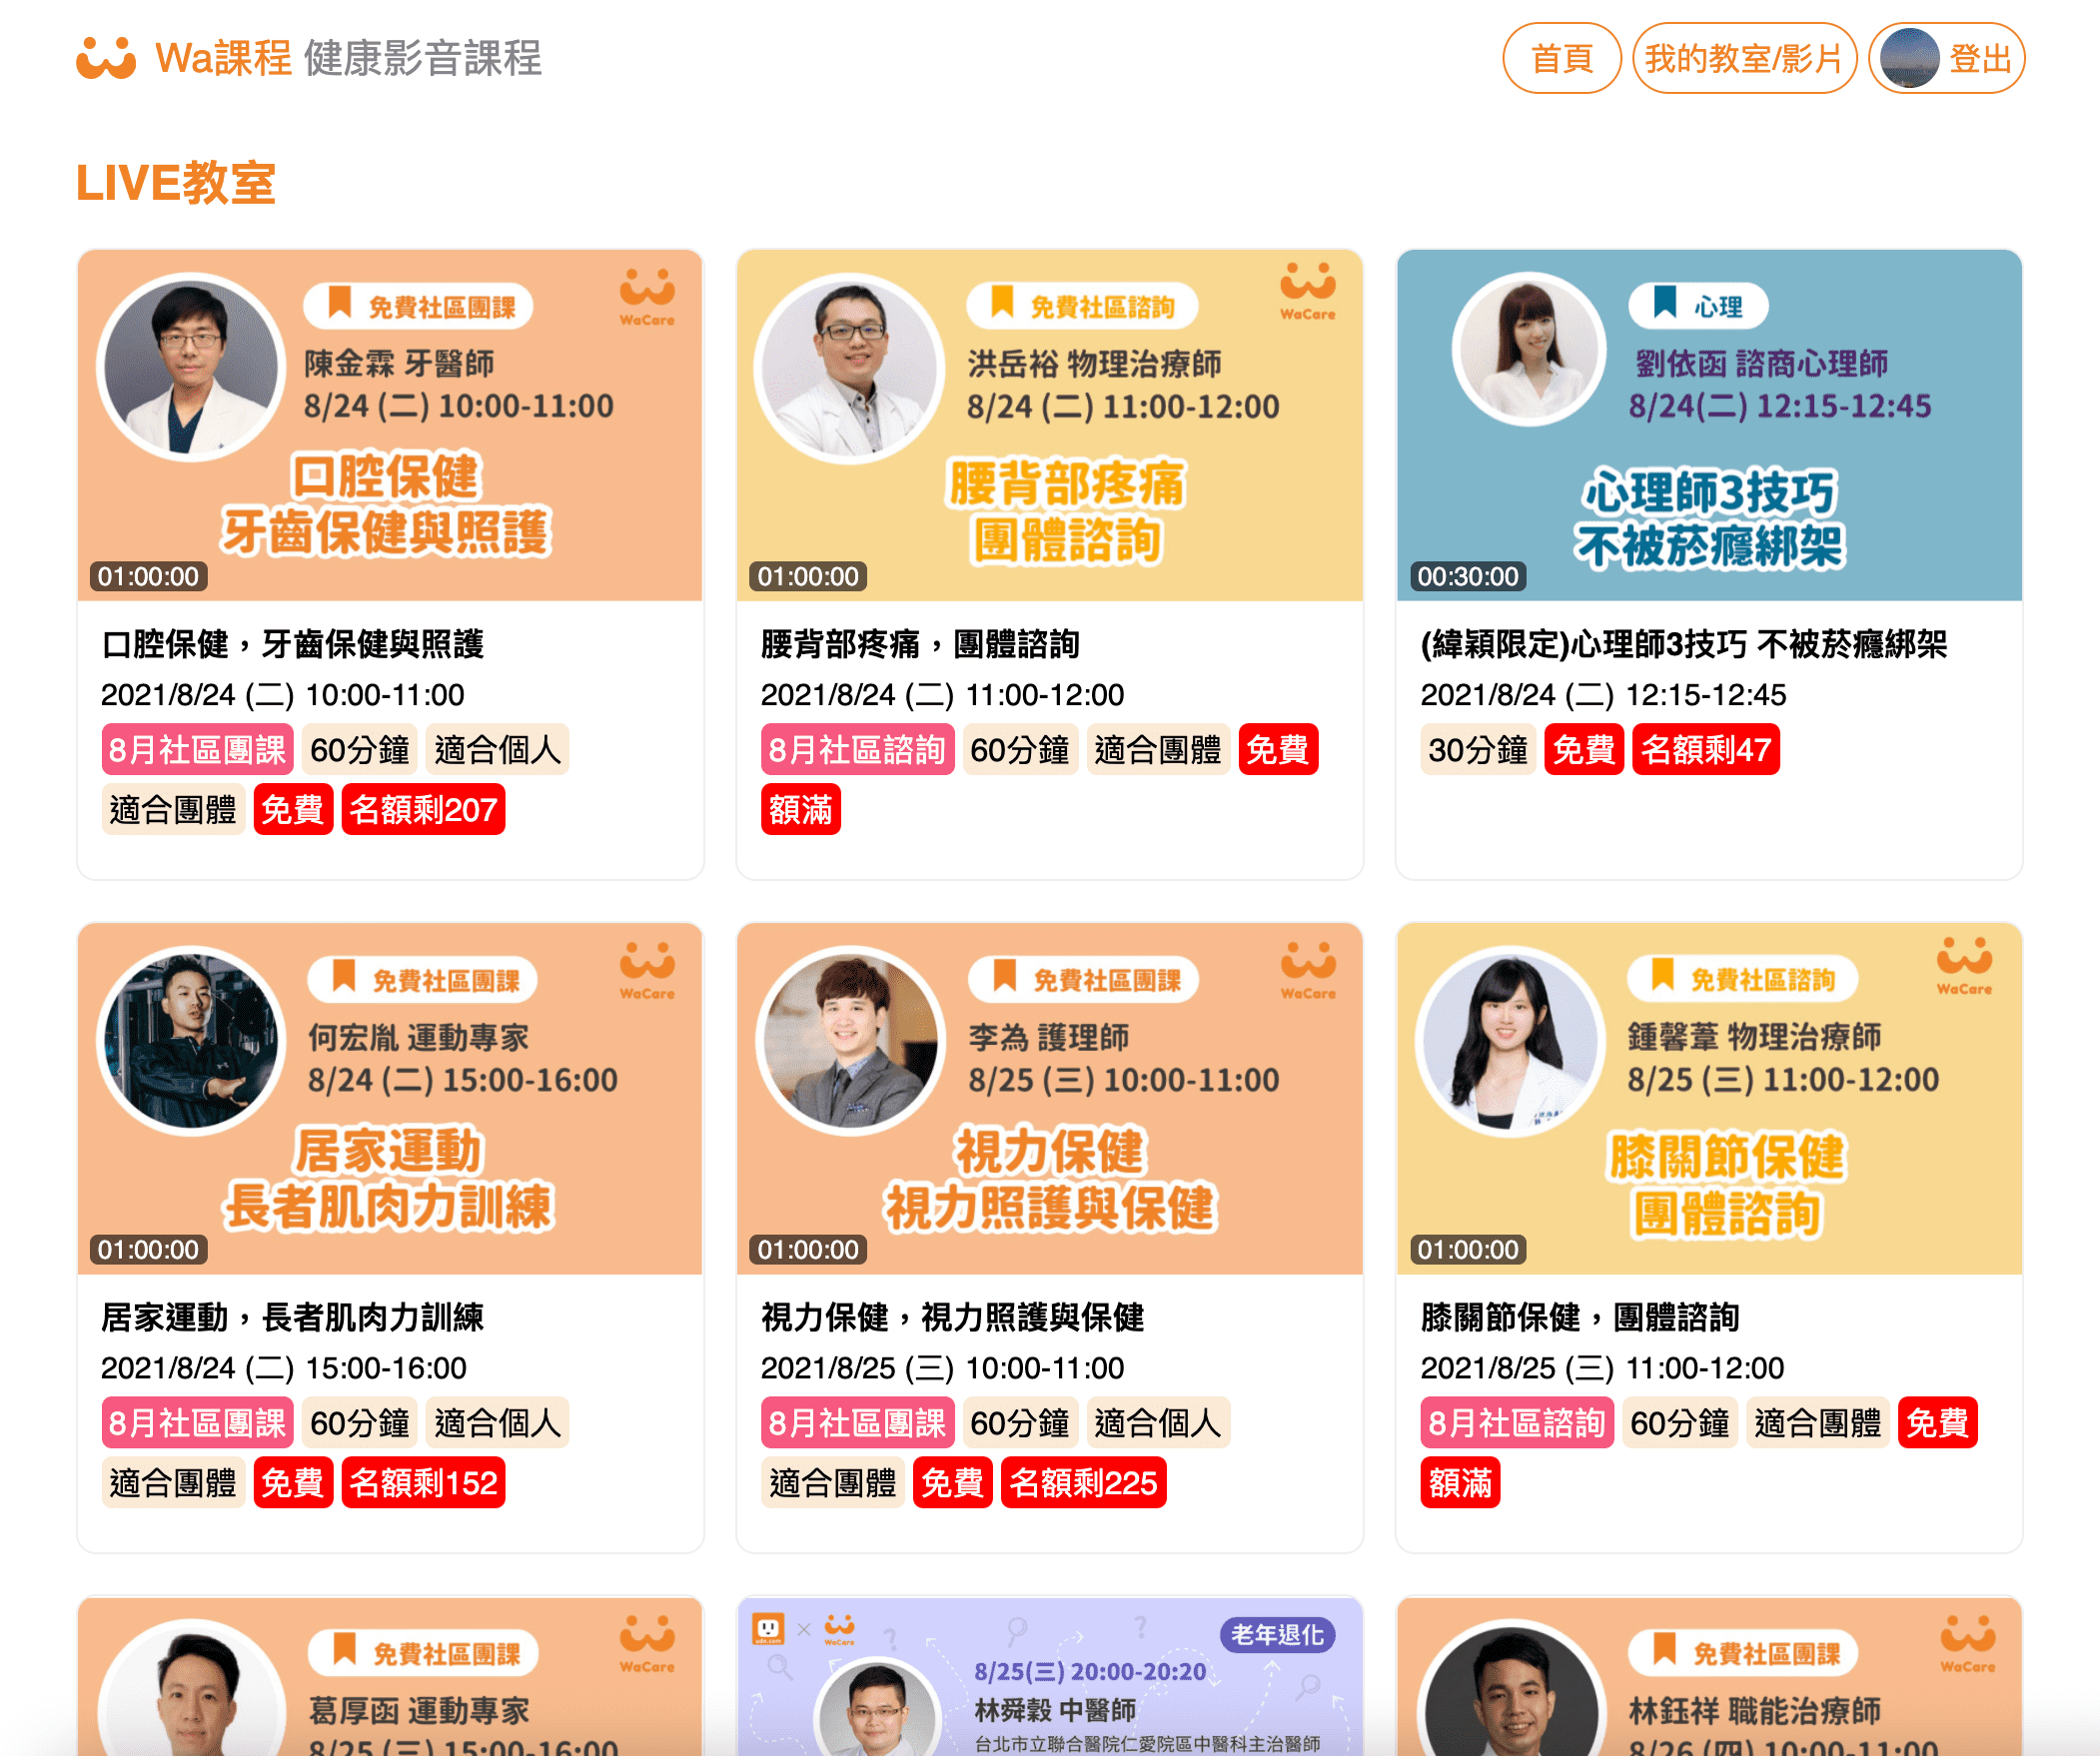 Wa課程 健康影音課程
首頁
我的教室/影片
登出
LIVE教室
免費社區團課
WaCare
陳金霖 牙醫師
8/24 (二) 10:00-11:00
口腔保健
牙齒保健與照護
01:00:00
口腔保健，牙齒保健與照護
2021/8/24 (二) 10:00-11:00
8月社區團課 60分鐘 適合個人
適合團體 免費 名額剩207
免費社區諮詢
WaCare
洪岳裕 物理治療師
8/24 (二) 11:00-12:00
腰背部疼痛
團體諮詢
01:00:00
腰背部疼痛，團體諮詢
2021/8/24 (二) 11:00-12:00
8月社區諮詢 60分鐘 適合團體 免費
額滿
心理
劉依函 諮商心理師
8/24(二) 12:15-12:45
心理師3技巧
不被菸癮綁架
00:30:00
(緯穎限定)心理師3技巧 不被菸癮綁架
2021/8/24 (二) 12:15-12:45
30分鐘 免費 名額剩47
免費社區團課
WaCare
何宏胤 運動專家
8/24 (二) 15:00-16:00
居家運動
長者肌肉力訓練
01:00:00
居家運動，長者肌肉力訓練
2021/8/24 (二) 15:00-16:00
8月社區團課 60分鐘 適合個人
適合團體 免費 名額剩152
免費社區團課
WaCare
李為 護理師
8/25 (三) 10:00-11:00
視力保健
視力照護與保健
01:00:00
視力保健，視力照護與保健
2021/8/25 (三) 10:00-11:00
8月社區團課 60分鐘 適合個人
適合團體 免費 名額剩225
免費社區諮詢
WaCare
鍾馨葦 物理治療師
8/25 (三) 11:00-12:00
膝關節保健
團體諮詢
01:00:00
膝關節保健，團體諮詢
2021/8/25 (三) 11:00-12:00
8月社區諮詢 60分鐘 適合團體 免費
額滿
免費社區團課
WaCare
葛厚函 運動專家
8/25 (三) 15:00-16:00
udn.com × WaCare
老年退化
8/25(三) 20:00-20:20
林舜穀 中醫師
台北市立聯合醫院仁愛院區中醫科主治醫師
免費社區團課
WaCare
林鈺祥 職能治療師
8/26 (四) 10:00-11:00